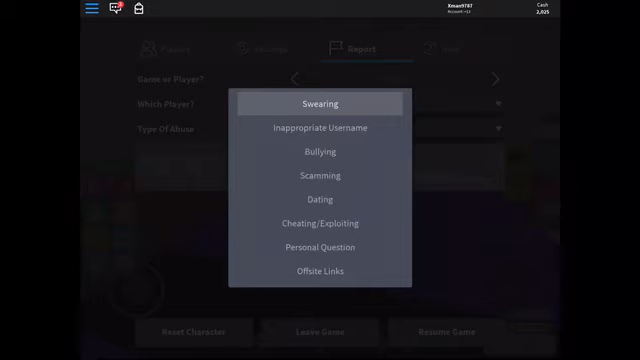 Xman9787
Account: <13
Cash
2,025
Players
Settings
Report
Help
Game or Player?
Which Player?
Type Of Abuse
Swearing
Inappropriate Username
Bullying
Scamming
Dating
Cheating/Exploiting
Personal Question
Offsite Links
Reset Character
Leave Game
Resume Game